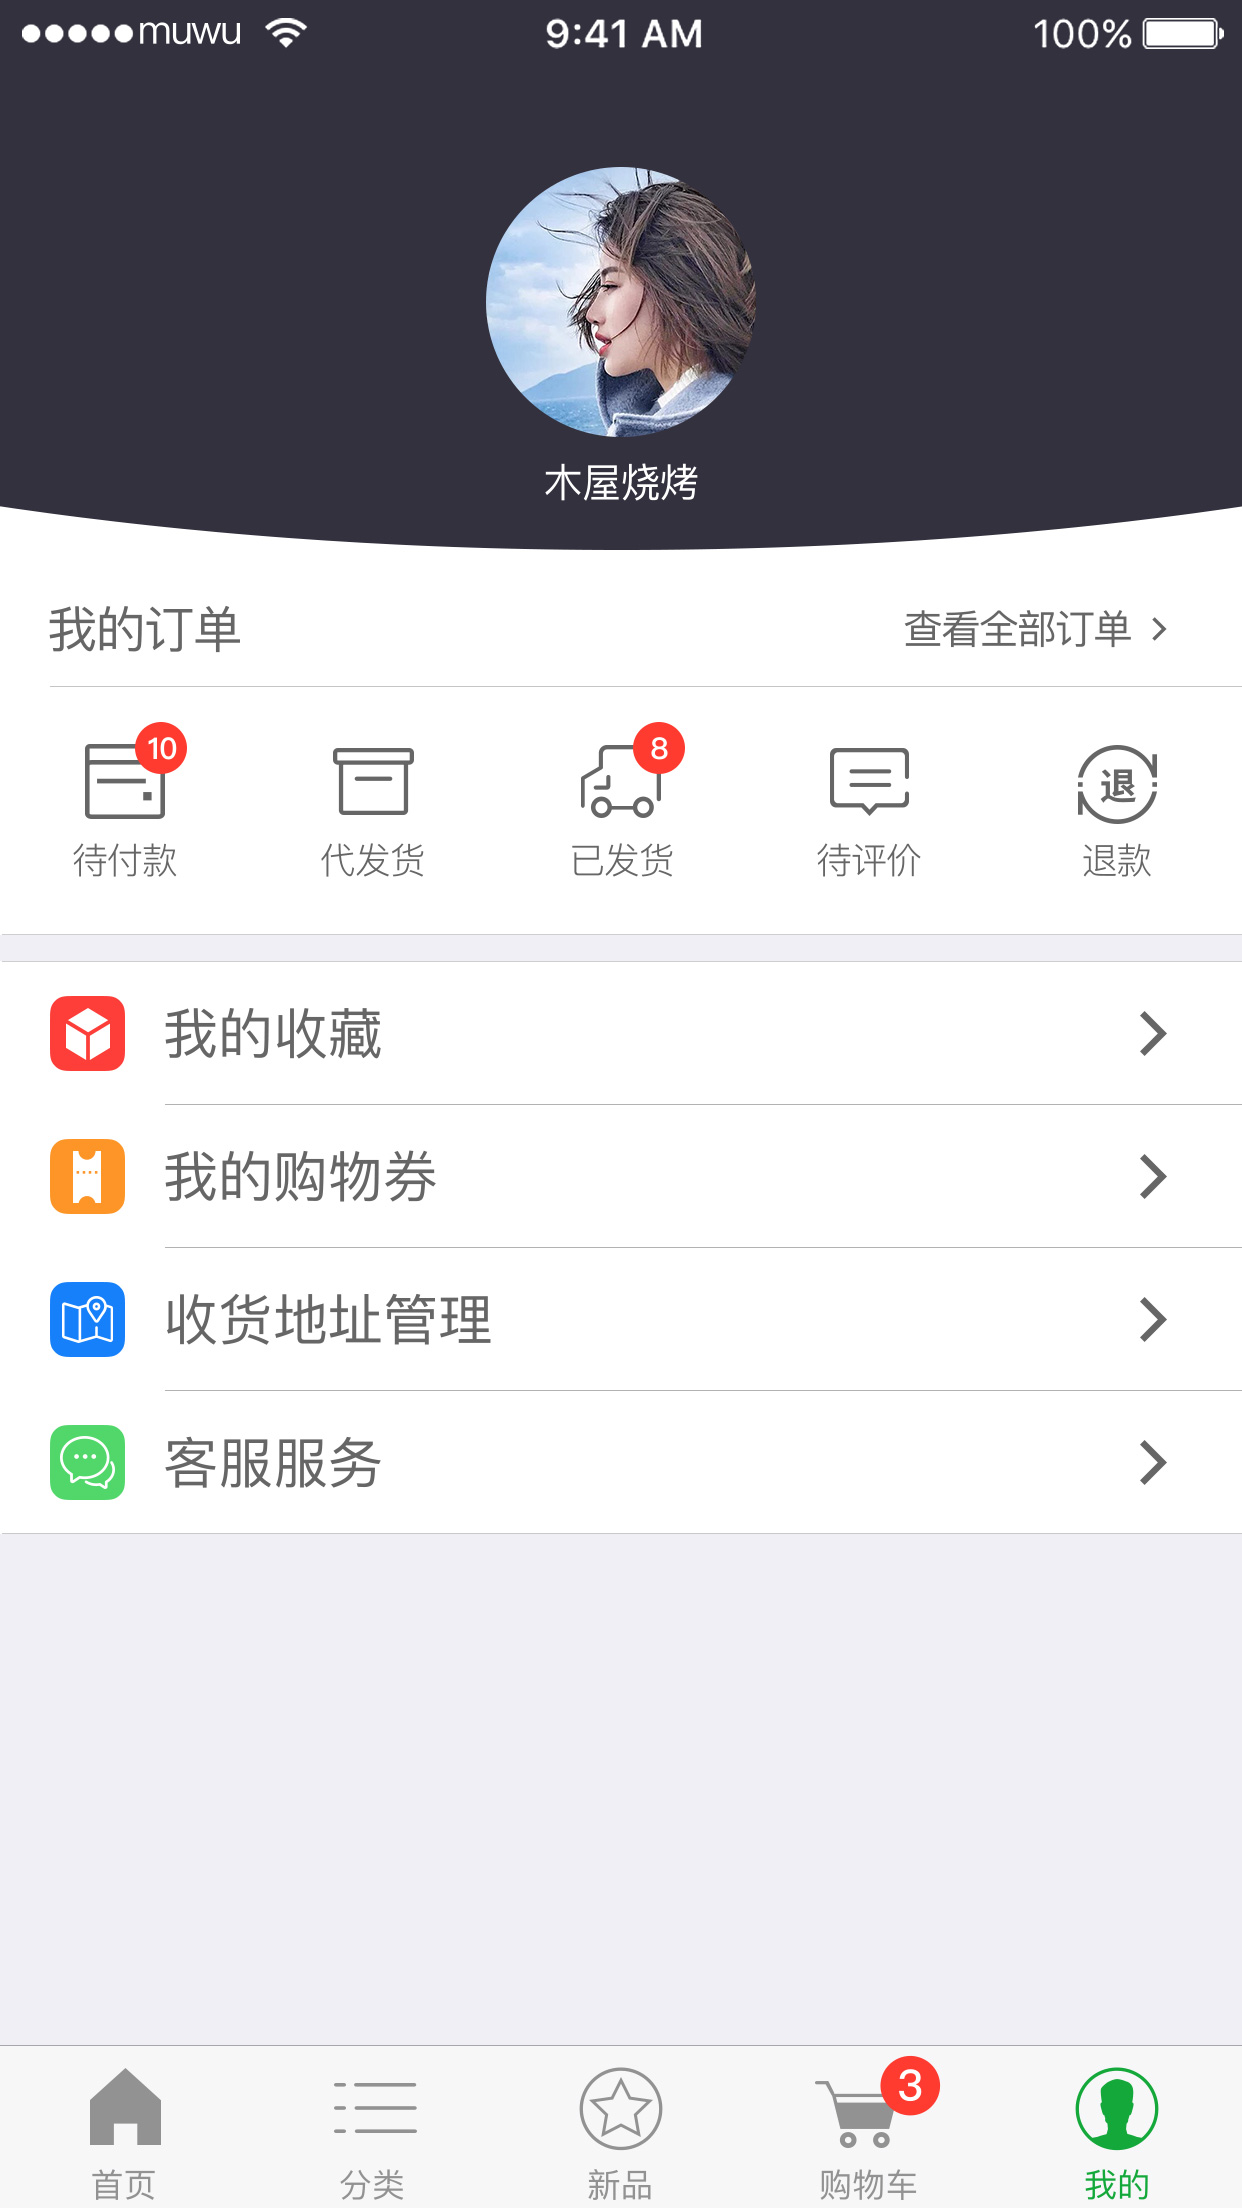 muwu 9:41 AM 100%
木屋烧烤
我的订单 查看全部订单
10 8
退
待付款 代发货 已发货 待评价 退款
我的收藏
我的购物券
收货地址管理
客服服务
3
首页 分类 新品 购物车 我的